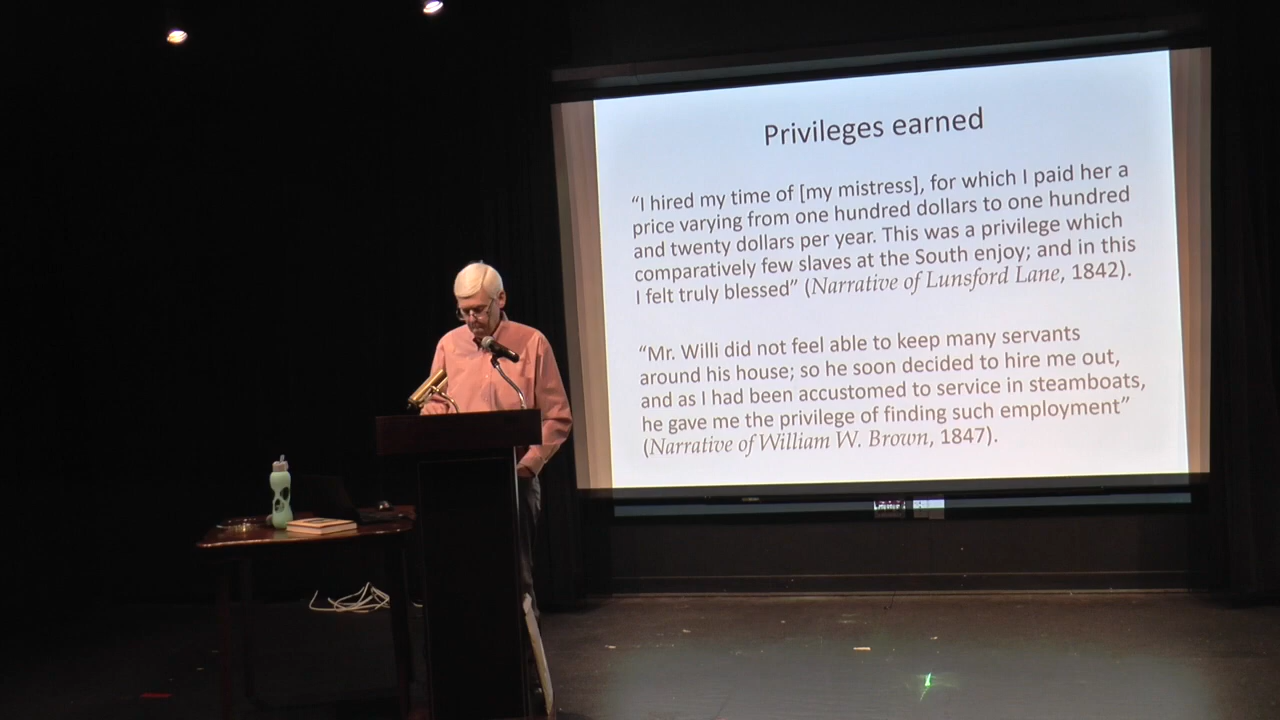 Privileges earned
“I hired my time of [my mistress], for which I paid her a
price varying from one hundred dollars to one hundred
and twenty dollars per year. This was a privilege which
comparatively few slaves at the South enjoy; and in this
I felt truly blessed” (Narrative of Lunsford Lane, 1842).
“Mr. Willi did not feel able to keep many servants
around his house; so he soon decided to hire me out,
and as I had been accustomed to service in steamboats,
he gave me the privilege of finding such employment”
(Narrative of William W. Brown, 1847).